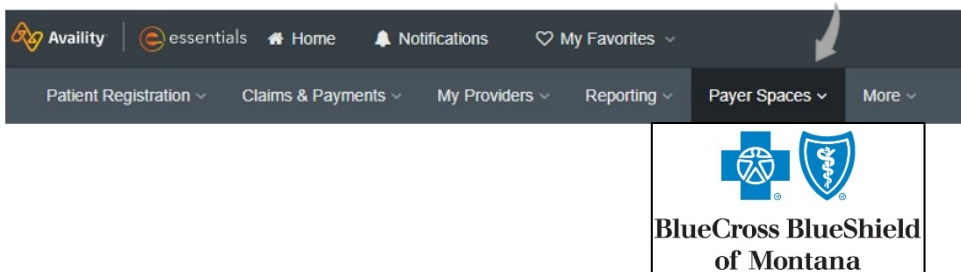 Availity essentials Home Notifications My Favorites
Patient Registration Claims & Payments My Providers Reporting Payer Spaces More
BlueCross BlueShield
of Montana